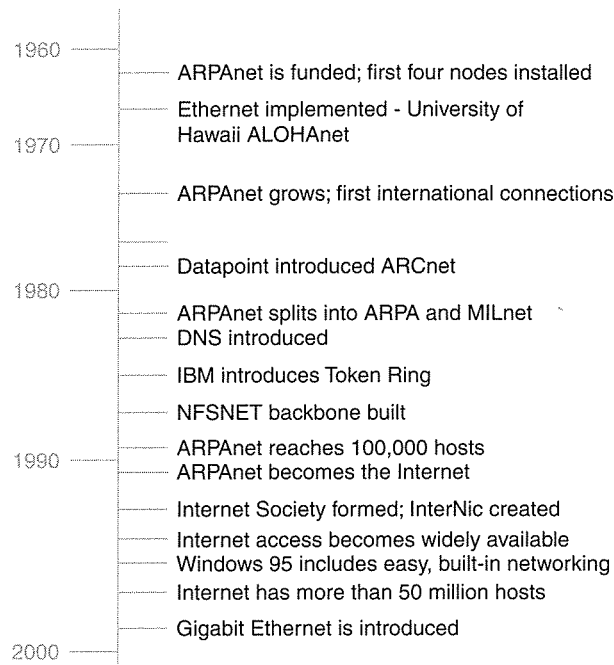 1960
ARPAnet is funded; first four nodes installed
Ethernet implemented - University of
Hawaii ALOHAnet
1970
ARPAnet grows; first international connections
Datapoint introduced ARCnet
1980
ARPAnet splits into ARPA and MILnet
DNS introduced
IBM introduces Token Ring
NFSNET backbone built
ARPAnet reaches 100,000 hosts
1990
ARPAnet becomes the Internet
Internet Society formed; InterNic created
Internet access becomes widely available
Windows 95 includes easy, built-in networking
Internet has more than 50 million hosts
Gigabit Ethernet is introduced
2000